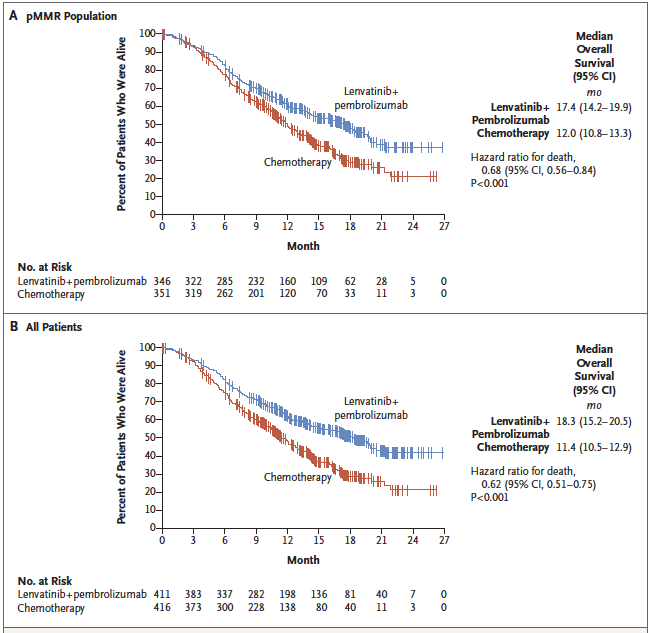 A pMMR Population
Percent of Patients Who Were Alive
100
90
80
70
60
50
40
30
20
10
0
0 3 6 9 12 15 18 21 24 27
Month
Lenvatinib+
pembrolizumab
Chemotherapy
Median
Overall
Survival
(95% CI)
mo
Lenvatinib+ 17.4 (14.2–19.9)
Pembrolizumab
Chemotherapy 12.0 (10.8–13.3)
Hazard ratio for death,
0.68 (95% CI, 0.56–0.84)
P<0.001
No. at Risk
Lenvatinib+pembrolizumab 346 322 285 232 160 109 62 28 5 0
Chemotherapy 351 319 262 201 120 70 33 11 3 0
B All Patients
Percent of Patients Who Were Alive
100
90
80
70
60
50
40
30
20
10
0
0 3 6 9 12 15 18 21 24 27
Month
Lenvatinib+
pembrolizumab
Chemotherapy
Median
Overall
Survival
(95% CI)
mo
Lenvatinib+ 18.3 (15.2–20.5)
Pembrolizumab
Chemotherapy 11.4 (10.5–12.9)
Hazard ratio for death,
0.62 (95% CI, 0.51–0.75)
P<0.001
No. at Risk
Lenvatinib+pembrolizumab 411 383 337 282 198 136 81 40 7 0
Chemotherapy 416 373 300 228 138 80 40 11 3 0